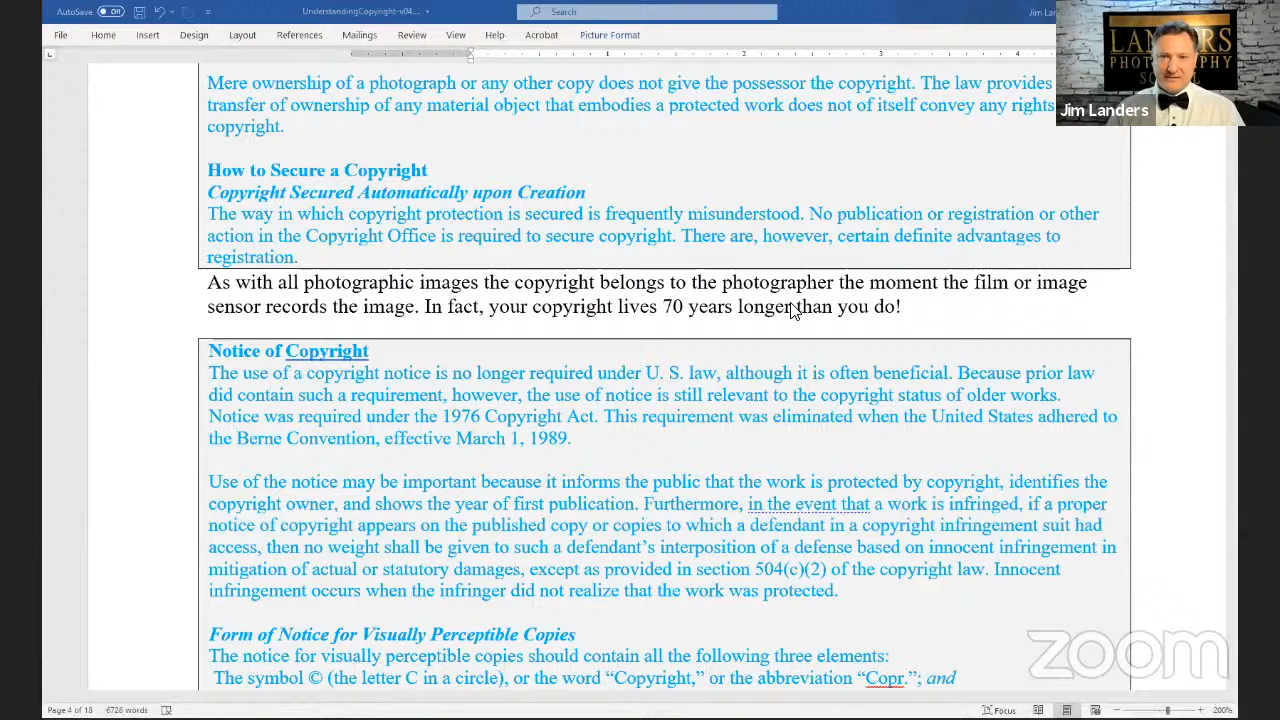 AutoSave Off UnderstandingCopyright-v04... Search Jim Lan
File Home Insert Design Layout References Mailings Review View Help Acrobat Picture Format
1 2 3 4
LANDERS
PHOTOGRAPHY
Jim Landers
Mere ownership of a photograph or any other copy does not give the possessor the copyright. The law provides
transfer of ownership of any material object that embodies a protected work does not of itself convey any rights
copyright.
How to Secure a Copyright
Copyright Secured Automatically upon Creation
The way in which copyright protection is secured is frequently misunderstood. No publication or registration or other
action in the Copyright Office is required to secure copyright. There are, however, certain definite advantages to
registration.
As with all photographic images the copyright belongs to the photographer the moment the film or image
sensor records the image. In fact, your copyright lives 70 years longer than you do!
Notice of Copyright
The use of a copyright notice is no longer required under U. S. law, although it is often beneficial. Because prior law
did contain such a requirement, however, the use of notice is still relevant to the copyright status of older works.
Notice was required under the 1976 Copyright Act. This requirement was eliminated when the United States adhered to
the Berne Convention, effective March 1, 1989.
Use of the notice may be important because it informs the public that the work is protected by copyright, identifies the
copyright owner, and shows the year of first publication. Furthermore, in the event that a work is infringed, if a proper
notice of copyright appears on the published copy or copies to which a defendant in a copyright infringement suit had
access, then no weight shall be given to such a defendant’s interposition of a defense based on innocent infringement in
mitigation of actual or statutory damages, except as provided in section 504(c)(2) of the copyright law. Innocent
infringement occurs when the infringer did not realize that the work was protected.
Form of Notice for Visually Perceptible Copies
The notice for visually perceptible copies should contain all the following three elements:
The symbol © (the letter C in a circle), or the word “Copyright,” or the abbreviation “Copr.”; and
zoom
Page 4 of 18 6726 words Focus 200%